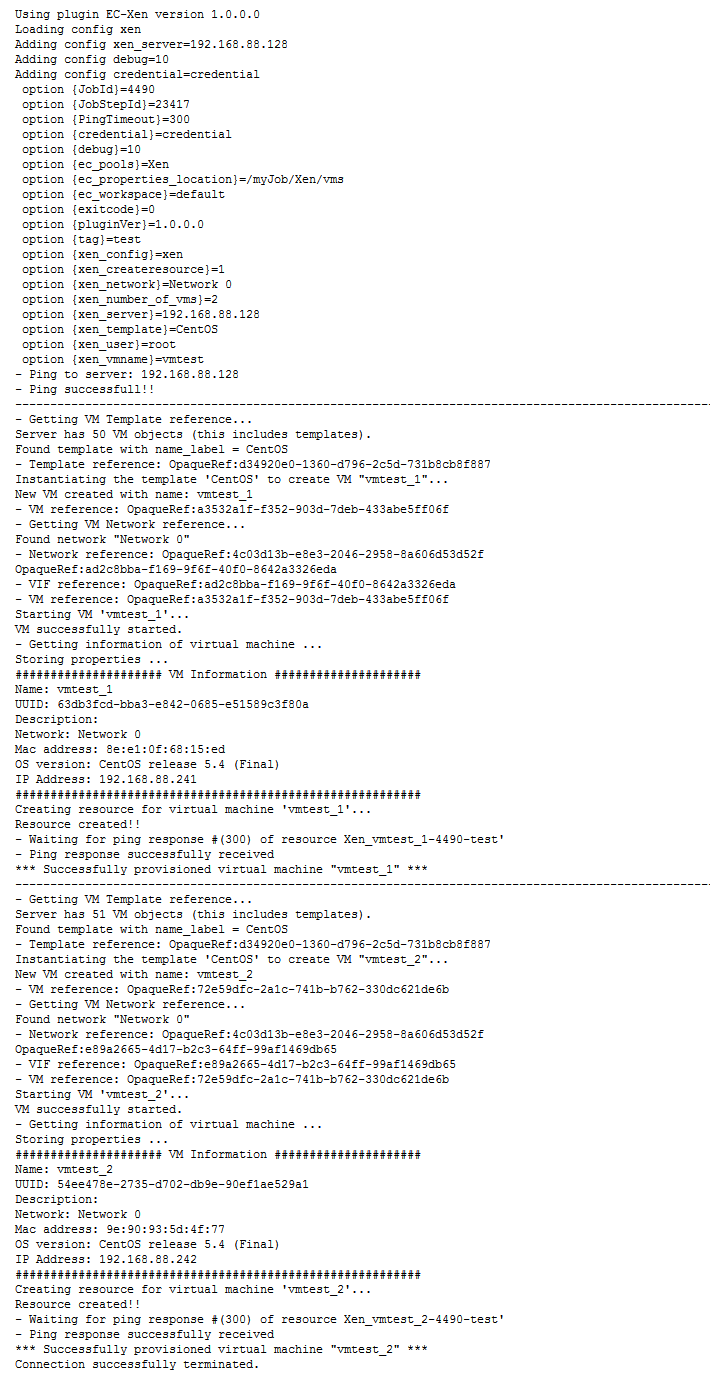 Using plugin EC-Xen version 1.0.0.0
Loading config xen
Adding config xen_server=192.168.88.128
Adding config debug=10
Adding config credential=credential
option {JobId}=4490
option {JobStepId}=23417
option {PingTimeout}=300
option {credential}=credential
option {debug}=10
option {ec_pools}=Xen
option {ec_properties_location}=/myJob/Xen/vms
option {ec_workspace}=default
option {exitcode}=0
option {pluginVer}=1.0.0.0
option {tag}=test
option {xen_config}=xen
option {xen_createresource}=1
option {xen_network}=Network 0
option {xen_number_of_vms}=2
option {xen_server}=192.168.88.128
option {xen_template}=CentOS
option {xen_user}=root
option {xen_vmname}=vmtest
- Ping to server: 192.168.88.128
- Ping successfull!!
----------------------------------------------------------------------------------------------------
- Getting VM Template reference...
Server has 50 VM objects (this includes templates).
Found template with name_label = CentOS
- Template reference: OpaqueRef:d34920e0-1360-d796-2c5d-731b8cb8f887
Instantiating the template 'CentOS' to create VM "vmtest_1"...
New VM created with name: vmtest_1
- VM reference: OpaqueRef:a3532a1f-f352-903d-7deb-433abe5ff06f
- Getting VM Network reference...
Found network "Network 0"
- Network reference: OpaqueRef:4c03d13b-e8e3-2046-2958-8a606d53d52f
OpaqueRef:ad2c8bba-f169-9f6f-40f0-8642a3326eda
- VIF reference: OpaqueRef:ad2c8bba-f169-9f6f-40f0-8642a3326eda
- VM reference: OpaqueRef:a3532a1f-f352-903d-7deb-433abe5ff06f
Starting VM 'vmtest_1'...
VM successfully started.
- Getting information of virtual machine ...
Storing properties ...
##################### VM Information #####################
Name: vmtest_1
UUID: 63db3fcd-bba3-e842-0685-e51589c3f80a
Description:
Network: Network 0
Mac address: 8e:e1:0f:68:15:ed
OS version: CentOS release 5.4 (Final)
IP Address: 192.168.88.241
##########################################################
Creating resource for virtual machine 'vmtest_1'...
Resource created!!
- Waiting for ping response #(300) of resource Xen_vmtest_1-4490-test'
- Ping response successfully received
*** Successfully provisioned virtual machine "vmtest_1" ***
----------------------------------------------------------------------------------------------------
- Getting VM Template reference...
Server has 51 VM objects (this includes templates).
Found template with name_label = CentOS
- Template reference: OpaqueRef:d34920e0-1360-d796-2c5d-731b8cb8f887
Instantiating the template 'CentOS' to create VM "vmtest_2"...
New VM created with name: vmtest_2
- VM reference: OpaqueRef:72e59dfc-2a1c-741b-b762-330dc621de6b
- Getting VM Network reference...
Found network "Network 0"
- Network reference: OpaqueRef:4c03d13b-e8e3-2046-2958-8a606d53d52f
OpaqueRef:e89a2665-4d17-b2c3-64ff-99af1469db65
- VIF reference: OpaqueRef:e89a2665-4d17-b2c3-64ff-99af1469db65
- VM reference: OpaqueRef:72e59dfc-2a1c-741b-b762-330dc621de6b
Starting VM 'vmtest_2'...
VM successfully started.
- Getting information of virtual machine ...
Storing properties ...
##################### VM Information #####################
Name: vmtest_2
UUID: 54ee478e-2735-d702-db9e-90ef1ae529a1
Description:
Network: Network 0
Mac address: 9e:90:93:5d:4f:77
OS version: CentOS release 5.4 (Final)
IP Address: 192.168.88.242
##########################################################
Creating resource for virtual machine 'vmtest_2'...
Resource created!!
- Waiting for ping response #(300) of resource Xen_vmtest_2-4490-test'
- Ping response successfully received
*** Successfully provisioned virtual machine "vmtest_2" ***
Connection successfully terminated.